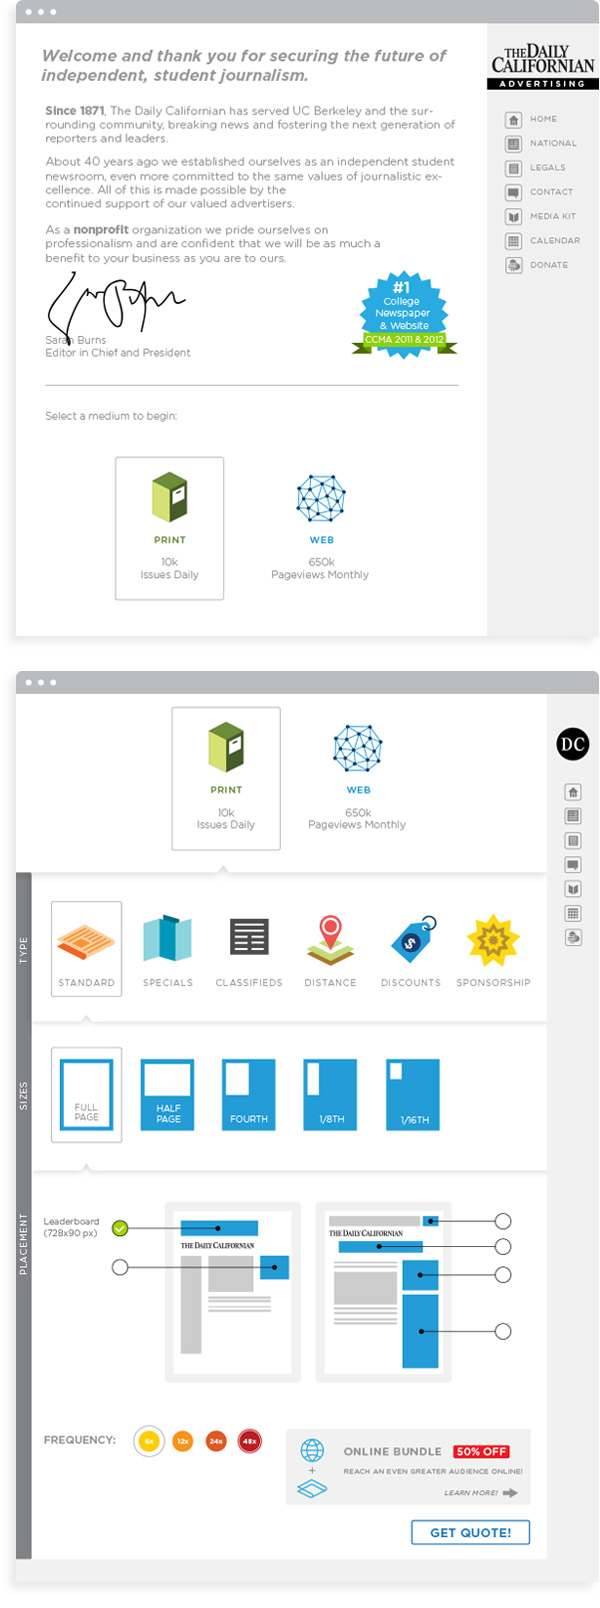 Welcome and thank you for securing the future of
independent, student journalism.
Since 1871, The Daily Californian has served UC Berkeley and the sur-
rounding community, breaking news and fostering the next generation of
reporters and leaders.
About 40 years ago we established ourselves as an independent student
newsroom, even more committed to the same values of journalistic ex-
cellence. All of this is made possible by the
continued support of our valued advertisers.
As a nonprofit organization we pride ourselves on
professionalism and are confident that we will be as much a
benefit to your business as you are to ours.
Sarah Burns
Editor in Chief and President
#1
College
Newspaper
& Website
CCMA 2011 & 2012
THE DAILY
CALIFORNIAN
ADVERTISING
HOME
NATIONAL
LEGALS
CONTACT
MEDIA KIT
CALENDAR
DONATE
Select a medium to begin:
PRINT
10k
Issues Daily
WEB
650k
Pageviews Monthly
PRINT
10k
Issues Daily
WEB
650k
Pageviews Monthly
DC
TYPE
STANDARD
SPECIALS
CLASSIFIEDS
DISTANCE
$
DISCOUNTS
SPONSORSHIP
SIZES
FULL
PAGE
HALF
PAGE
FOURTH
1/8TH
1/16TH
PLACEMENT
Leaderboard
(728x90 px)
THE DAILY CALIFORNIAN
THE DAILY CALIFORNIAN
FREQUENCY:
6x
12x
24x
48x
ONLINE BUNDLE 50% OFF
+
REACH AN EVEN GREATER AUDIENCE ONLINE!
LEARN MORE!
GET QUOTE!